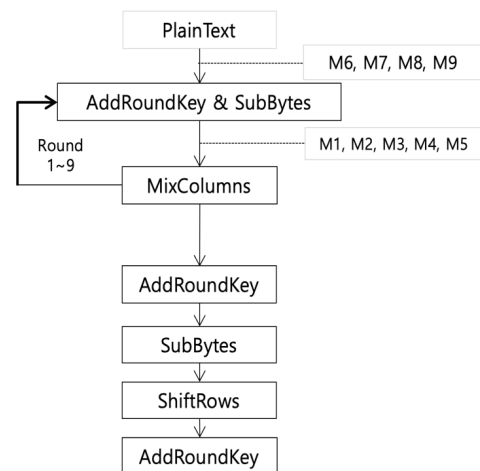 PlainText
M6, M7, M8, M9
AddRoundKey & SubBytes
M1, M2, M3, M4, M5
Round
1~9
MixColumns
AddRoundKey
SubBytes
ShiftRows
AddRoundKey